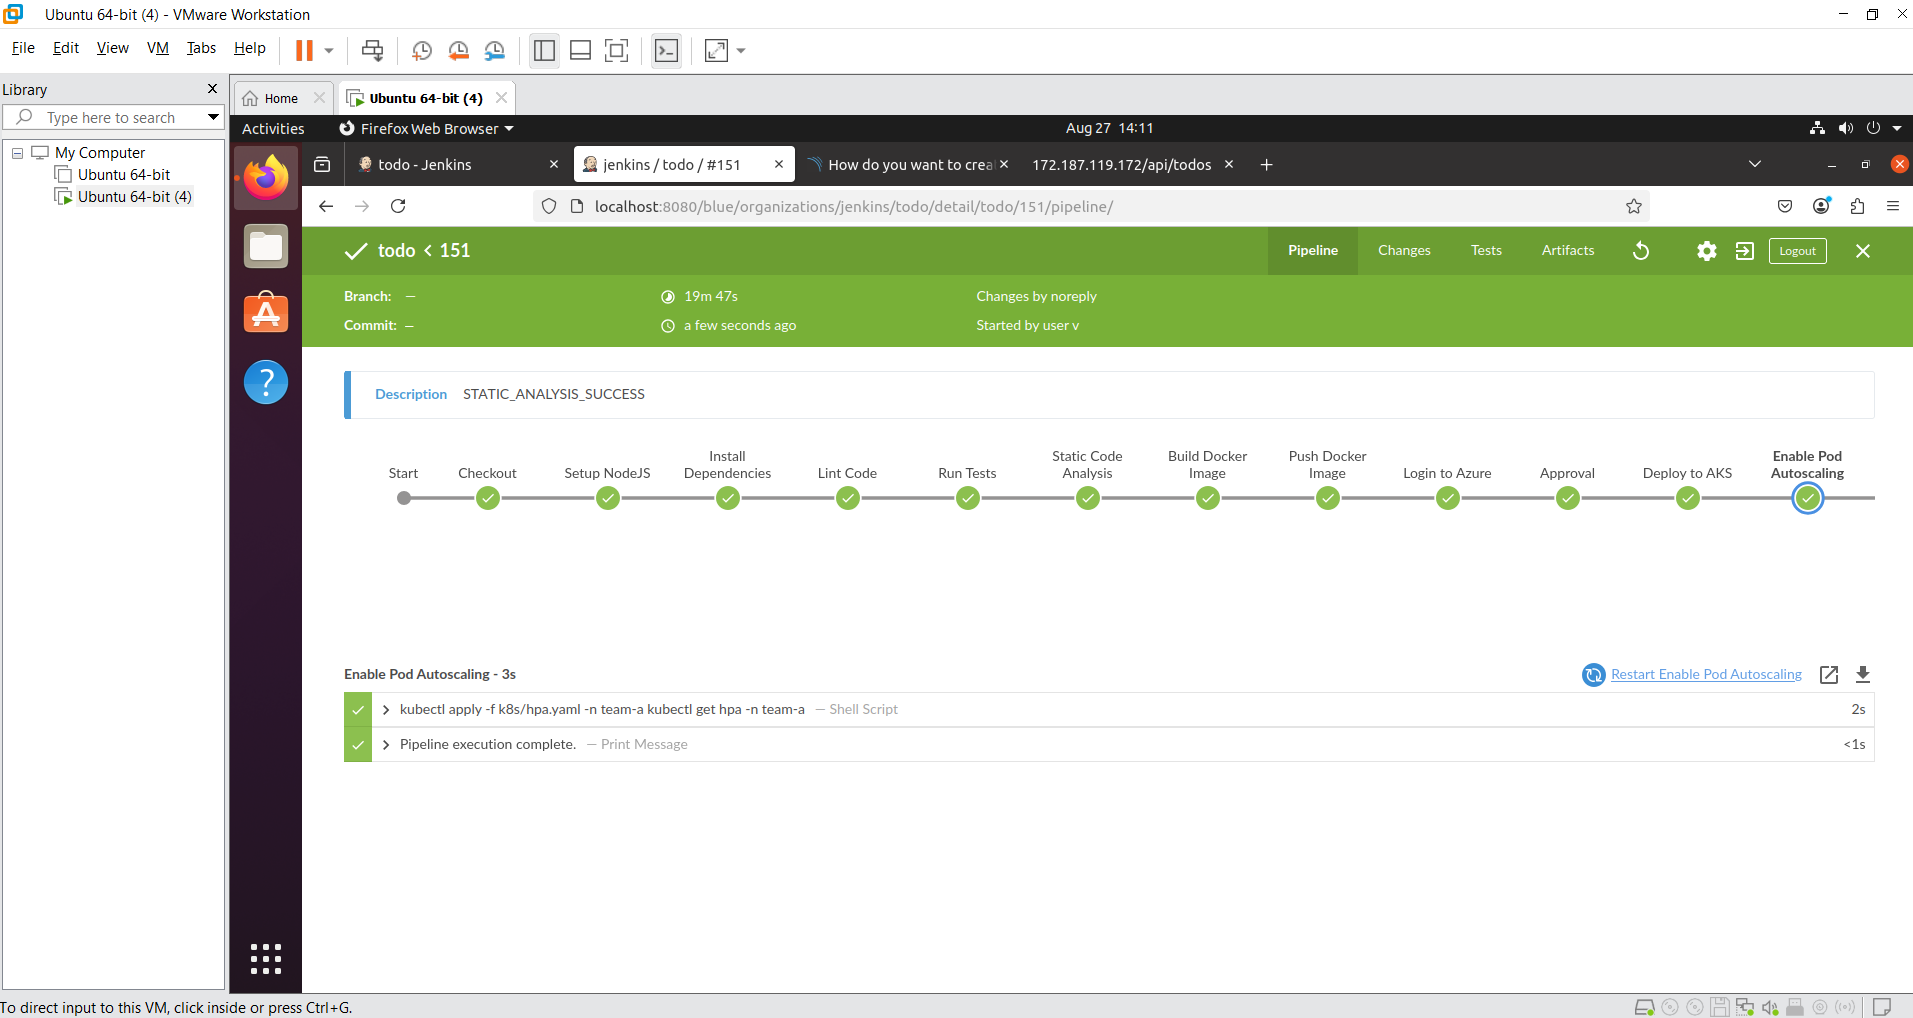 Ubuntu 64-bit (4) - VMware Workstation
File Edit View VM Tabs Help
Library
Type here to search
My Computer
Ubuntu 64-bit
Ubuntu 64-bit (4)
Home
Ubuntu 64-bit (4)
Activities
Firefox Web Browser
Aug 27 14:11
todo - Jenkins
jenkins / todo / #151
How do you want to crea
172.187.119.172/api/todos
localhost:8080/blue/organizations/jenkins/todo/detail/todo/151/pipeline/
todo < 151
Pipeline Changes Tests Artifacts
Logout
Branch: —
19m 47s
Changes by noreply
Commit: —
a few seconds ago
Started by user v
Description STATIC_ANALYSIS_SUCCESS
Start
Checkout
Setup NodeJS
Install
Dependencies
Lint Code
Run Tests
Static Code
Analysis
Build Docker
Image
Push Docker
Image
Login to Azure
Approval
Deploy to AKS
Enable Pod
Autoscaling
Enable Pod Autoscaling - 3s
Restart Enable Pod Autoscaling
kubectl apply -f k8s/hpa.yaml -n team-a kubectl get hpa -n team-a — Shell Script 2s
Pipeline execution complete. — Print Message <1s
To direct input to this VM, click inside or press Ctrl+G.